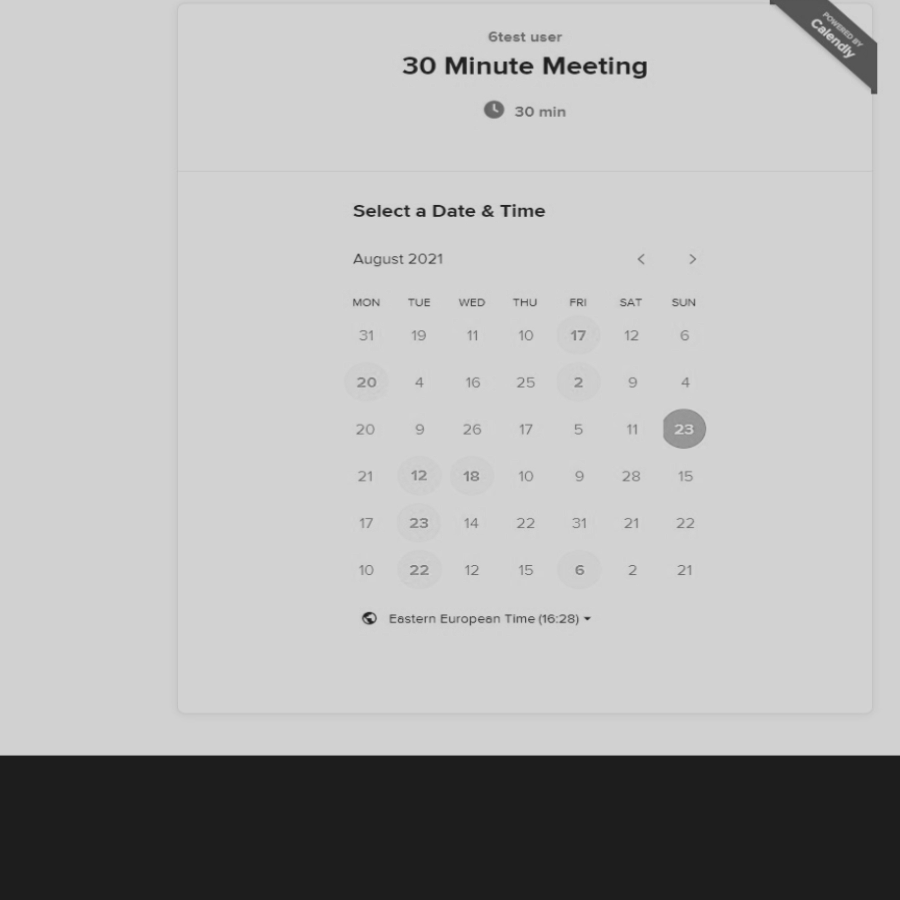 POWERED BY
Calendly
6test user
30 Minute Meeting
30 min
Select a Date & Time
August 2021
MON TUE WED THU FRI SAT SUN
31 19 11 10 17 12 6
20 4 16 25 2 9 4
20 9 26 17 5 11 23
21 12 18 10 9 28 15
17 23 14 22 31 21 22
10 22 12 15 6 2 21
Eastern European Time (16:28)